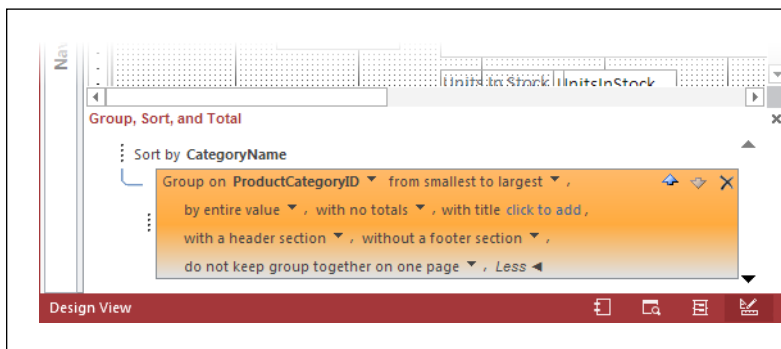 Nav
Units In Stock UnitsInStock
Group, Sort, and Total
Sort by CategoryName
Group on ProductCategoryID from smallest to largest ,
by entire value , with no totals , with title click to add ,
with a header section , without a footer section ,
do not keep group together on one page , Less
Design View